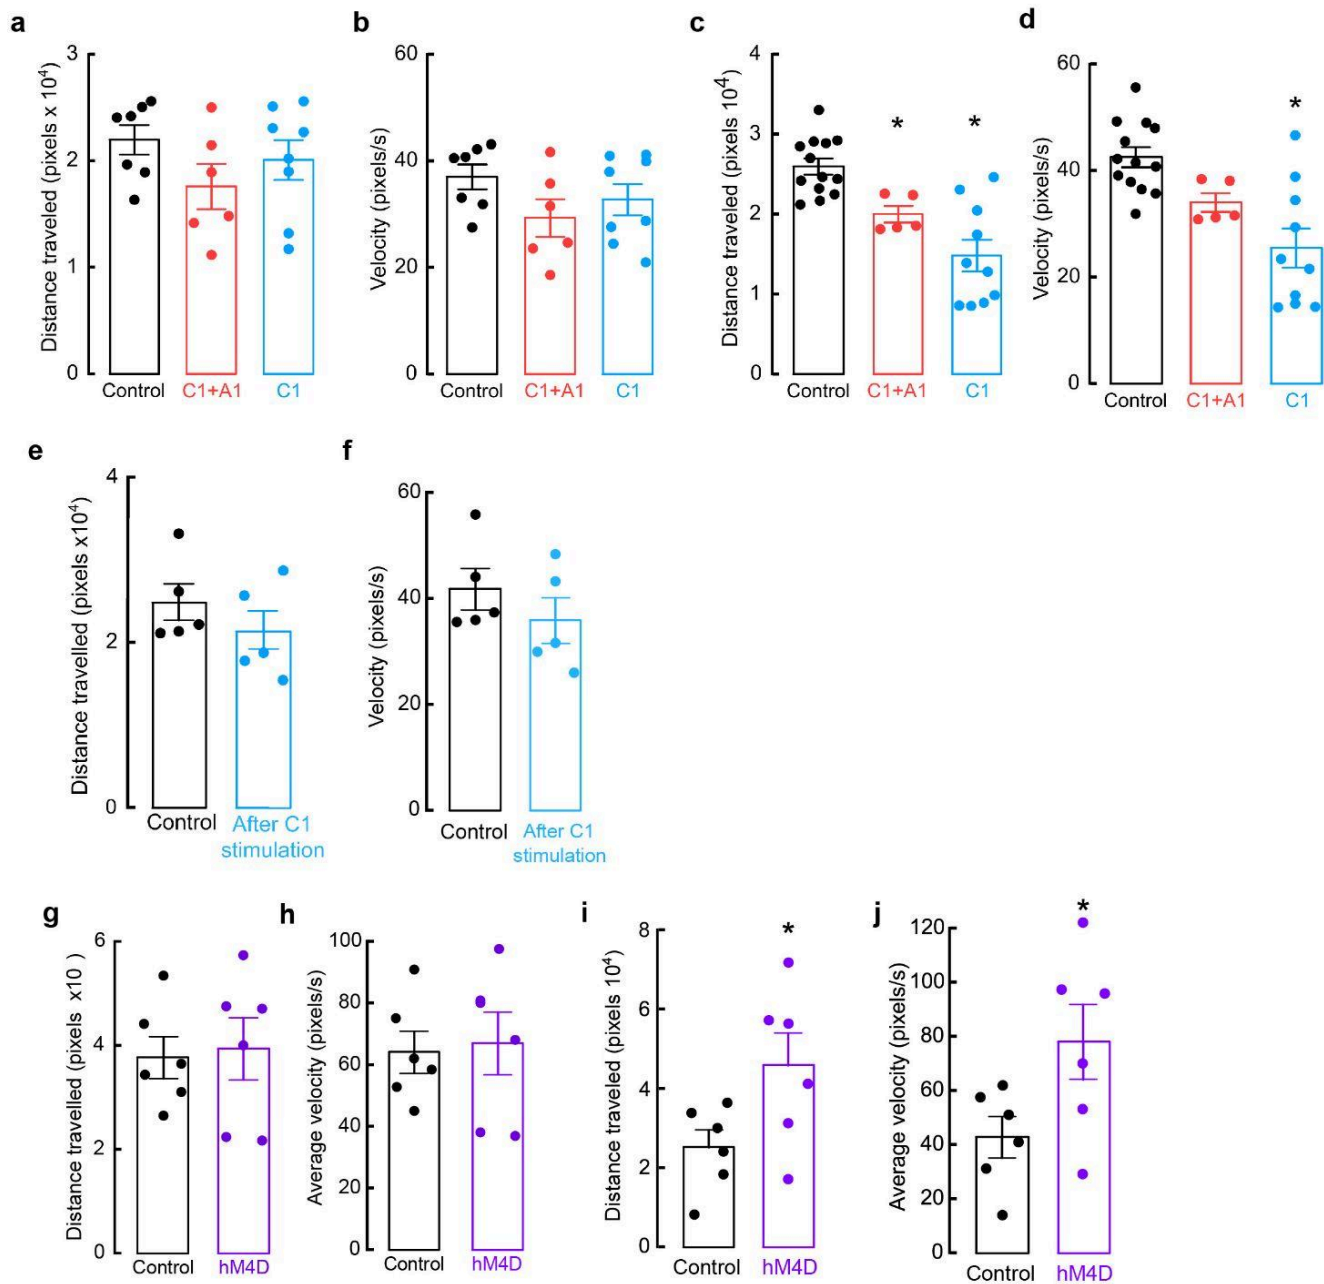 a
Distance traveled (pixels x 10⁴)
3
2
1
0
Control
C1+A1
C1
b
Velocity (pixels/s)
60
40
20
0
Control
C1+A1
C1
c
Distance traveled (pixels 10⁴)
4
3
2
1
0
*
*
Control
C1+A1
C1
d
Velocity (pixels/s)
60
40
20
0
*
Control
C1+A1
C1
e
Distance travelled (pixels x10⁴)
4
2
0
Control
After C1
stimulation
f
Velocity (pixels/s)
60
40
20
0
Control
After C1
stimulation
g
Distance travelled (pixels x10 )
6
4
2
0
Control
hM4D
h
Average velocity (pixels/s)
100
80
60
40
20
0
Control
hM4D
i
Distance traveled (pixels 10⁴)
8
6
4
2
0
*
Control
hM4D
j
Average velocity (pixels/s)
120
100
80
60
40
20
0
*
Control
hM4D